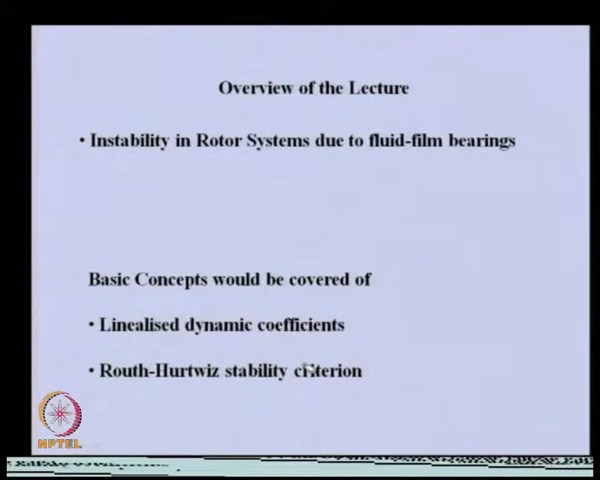 Overview of the Lecture
• Instability in Rotor Systems due to fluid-film bearings
Basic Concepts would be covered of
• Linealised dynamic coefficients
• Routh-Hurtwiz stability criterion
NPTEL